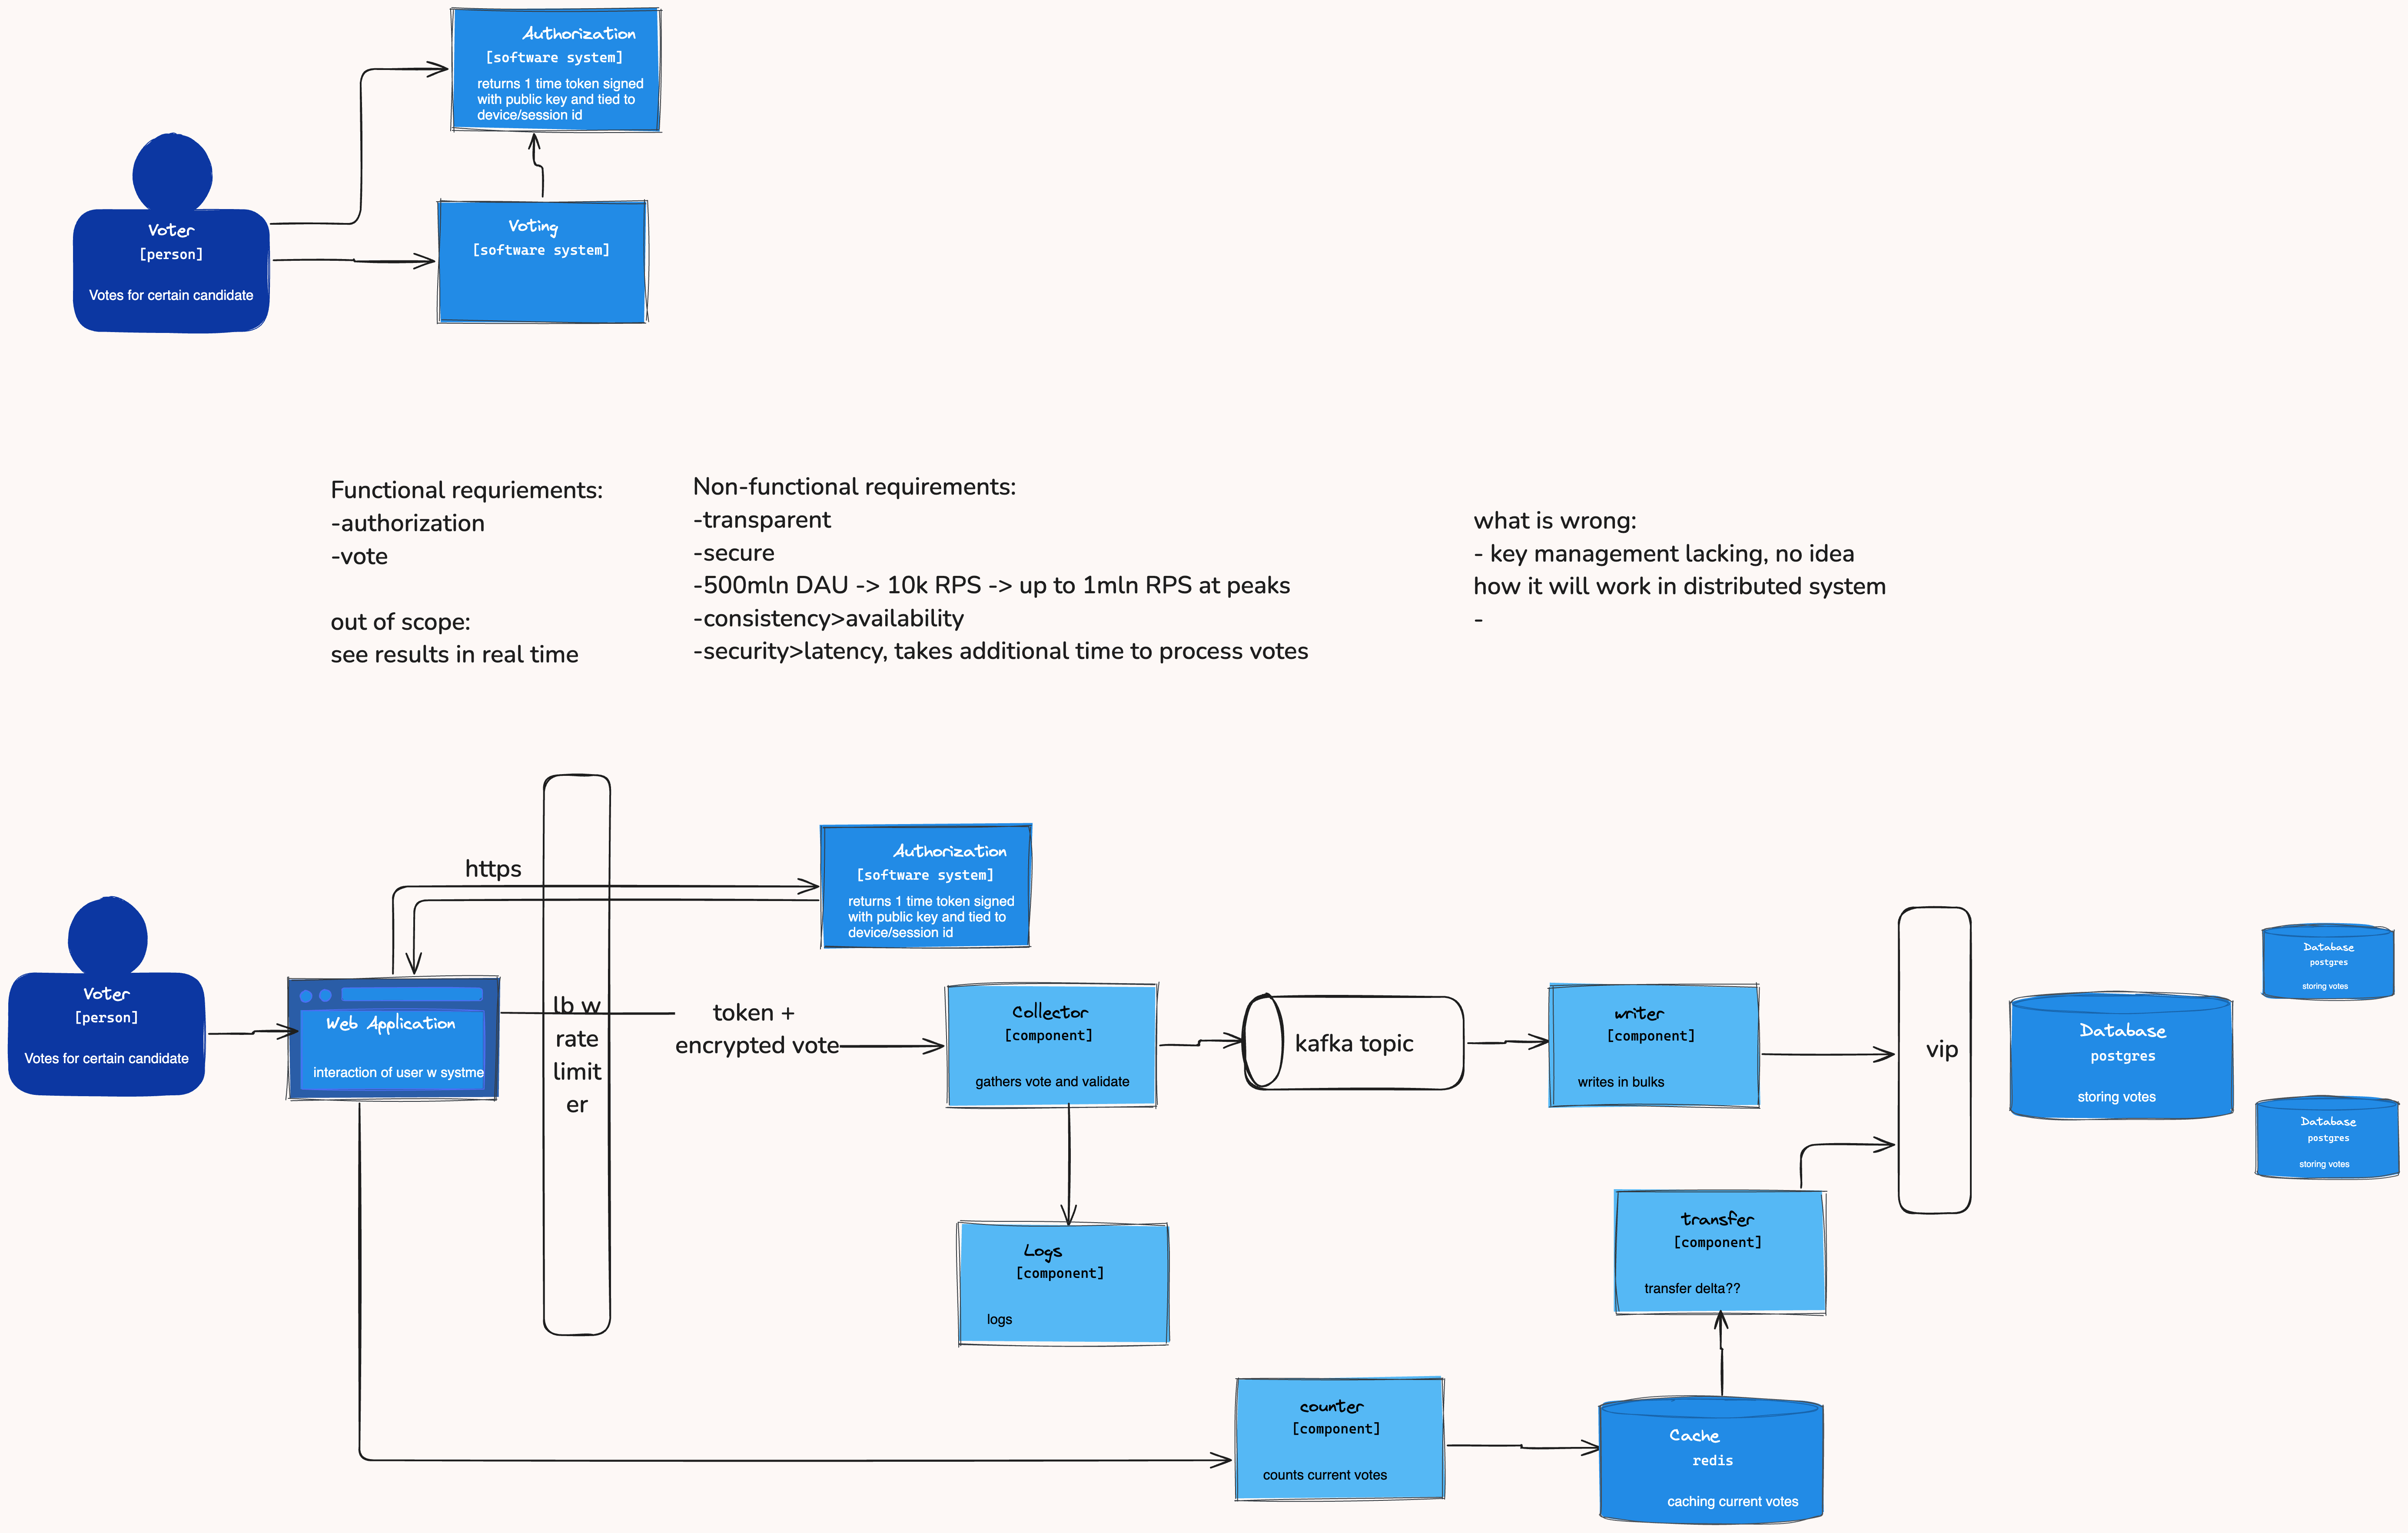 Authorization
[software system]
returns 1 time token signed
with public key and tied to
device/session id
Voter
[person]
Votes for certain candidate
Voting
[software system]
Functional requriements:
-authorization
-vote
out of scope:
see results in real time
Non-functional requirements:
-transparent
-secure
-500mln DAU -> 10k RPS -> up to 1mln RPS at peaks
-consistency>availability
-security>latency, takes additional time to process votes
what is wrong:
- key management lacking, no idea
how it will work in distributed system
-
https
Authorization
[software system]
returns 1 time token signed
with public key and tied to
device/session id
Voter
[person]
Votes for certain candidate
Web Application
interaction of user w systme
lb w
rate
limit
er
token +
encrypted vote
Collector
[component]
gathers vote and validate
kafka topic
writer
[component]
writes in bulks
vip
Database
postgres
storing votes
Database
postgres
storing votes
Database
postgres
storing votes
Logs
[component]
logs
transfer
[component]
transfer delta??
counter
[component]
counts current votes
Cache
redis
caching current votes